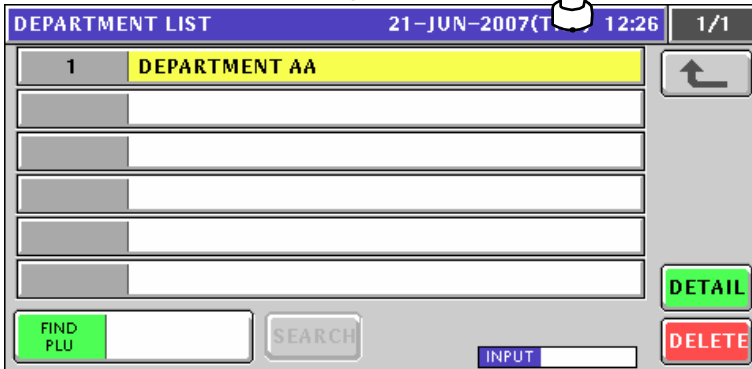 DEPARTMENT LIST 21-JUN-2007(T 12:26 1/1
1 DEPARTMENT AA
DETAIL
FIND
PLU
SEARCH
DELETE
INPUT